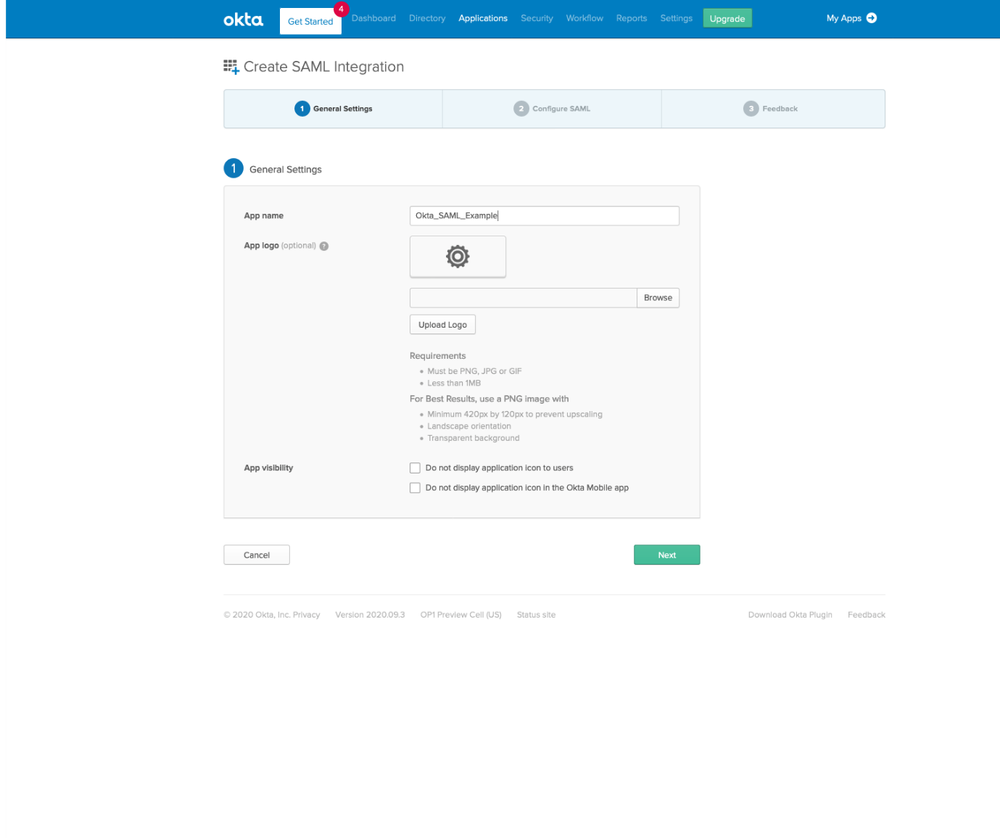 okta Get Started 4 Dashboard Directory Applications Security Workflow Reports Settings Upgrade My Apps
Create SAML Integration
1 General Settings 2 Configure SAML 3 Feedback
1 General Settings
App name Okta_SAML_Example
App logo (optional) ?
Browse
Upload Logo
Requirements
• Must be PNG, JPG or GIF
• Less than 1MB
For Best Results, use a PNG image with
• Minimum 420px by 120px to prevent upscaling
• Landscape orientation
• Transparent background
App visibility Do not display application icon to users
Do not display application icon in the Okta Mobile app
Cancel Next
© 2020 Okta, Inc. Privacy Version 2020.09.3 OP1 Preview Cell (US) Status site Download Okta Plugin Feedback